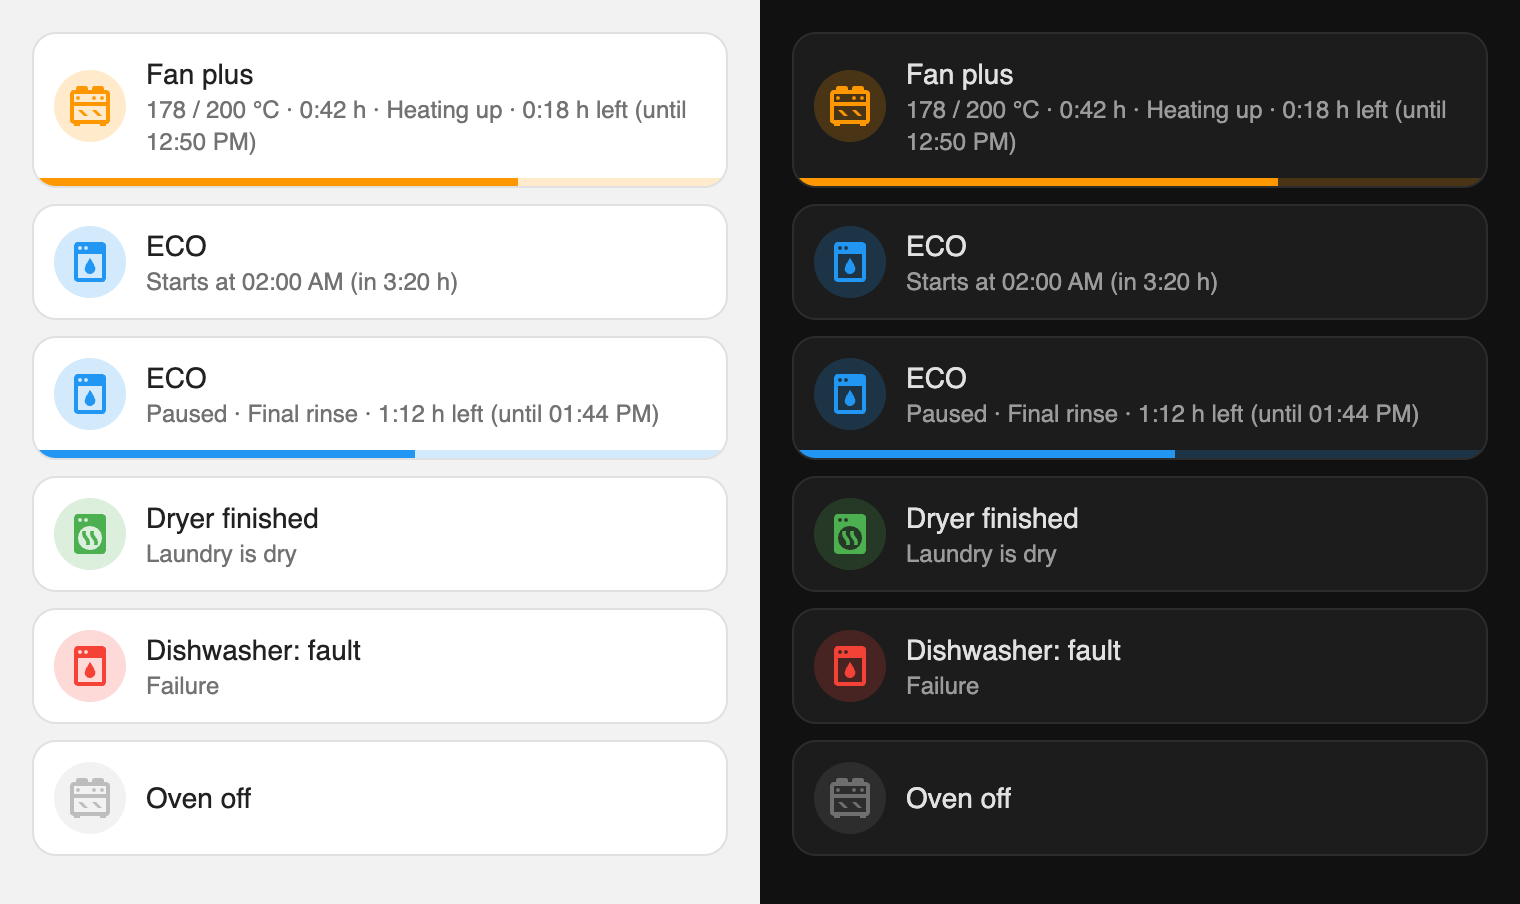 Fan plus
178 / 200 °C · 0:42 h · Heating up · 0:18 h left (until
12:50 PM)
ECO
Starts at 02:00 AM (in 3:20 h)
ECO
Paused · Final rinse · 1:12 h left (until 01:44 PM)
Dryer finished
Laundry is dry
Dishwasher: fault
Failure
Oven off
Fan plus
178 / 200 °C · 0:42 h · Heating up · 0:18 h left (until
12:50 PM)
ECO
Starts at 02:00 AM (in 3:20 h)
ECO
Paused · Final rinse · 1:12 h left (until 01:44 PM)
Dryer finished
Laundry is dry
Dishwasher: fault
Failure
Oven off